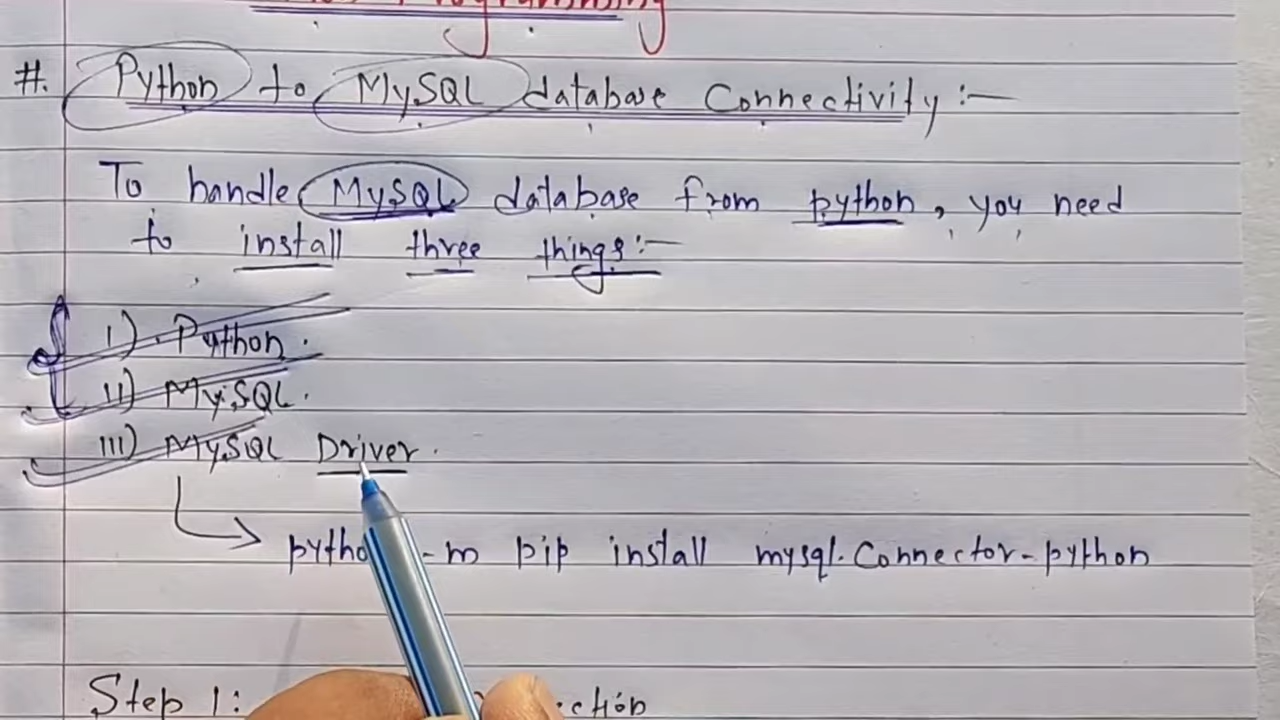 Programming
#. Python to MySQL database Connectivity :-
To handle MySQL database from python, you need
to install three things :-
I) Python.
II) MySQL.
III) MySQL Driver.
-m pip install mysql.connector-python
Step 1: